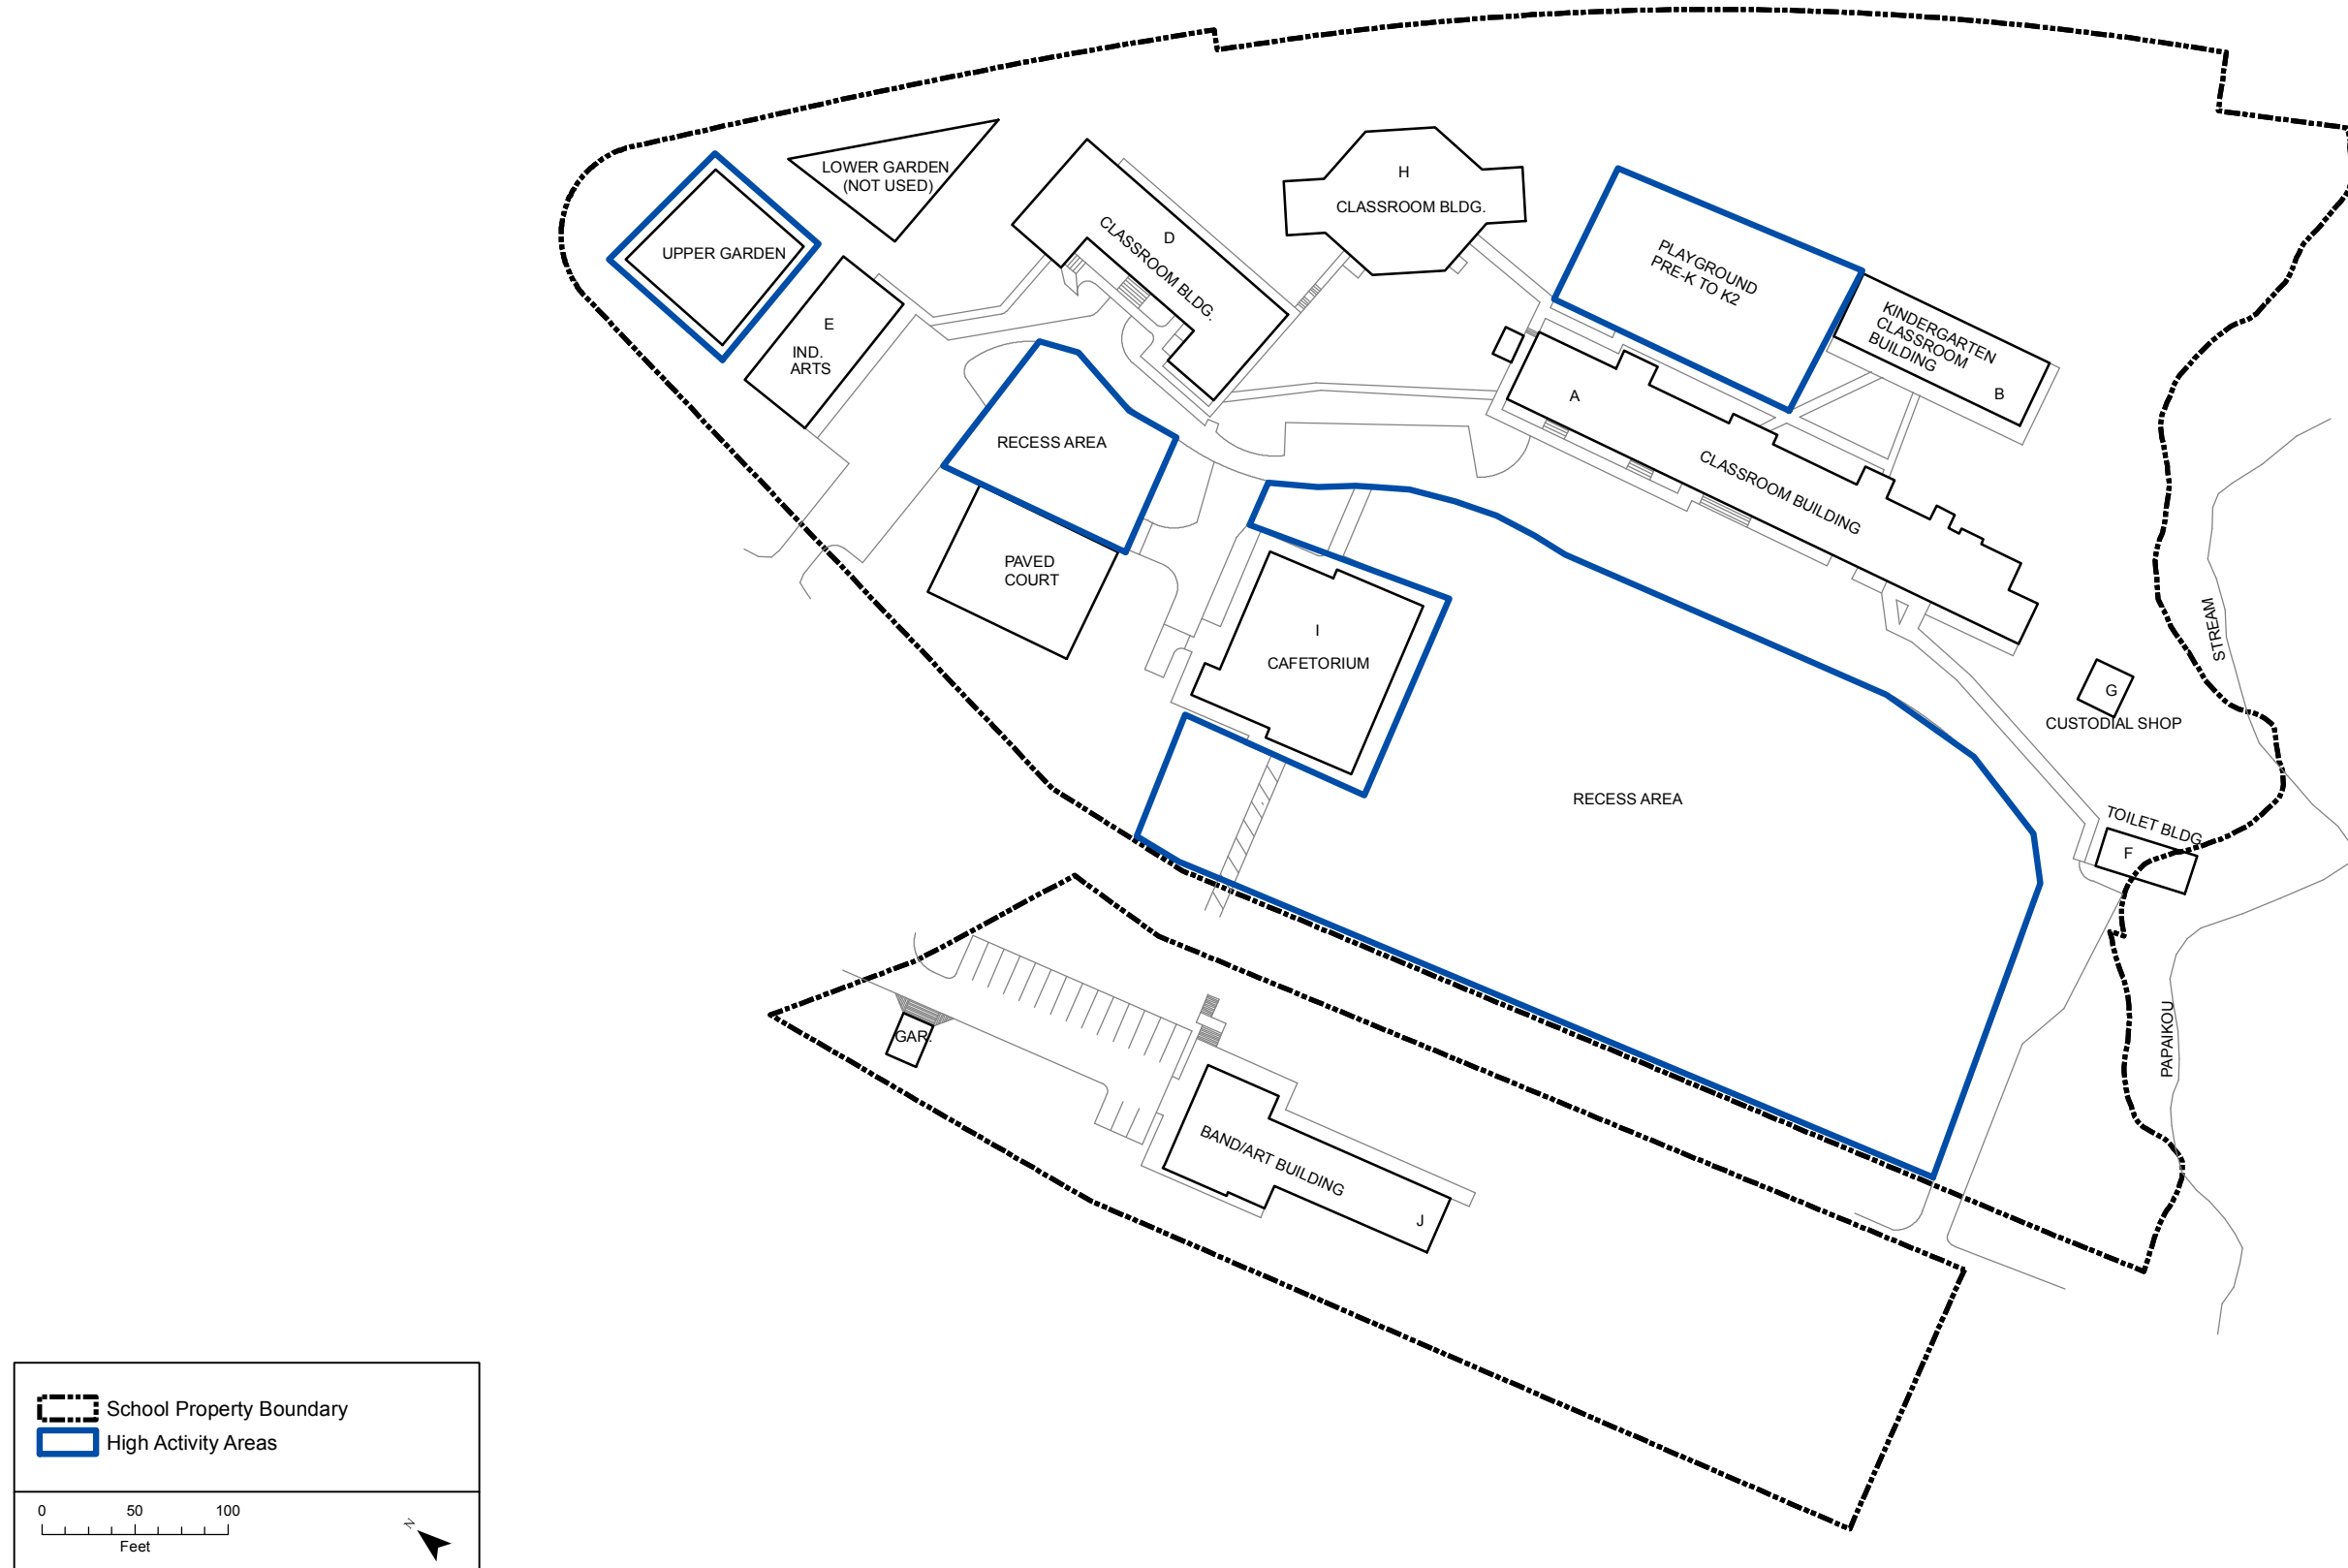 LOWER GARDEN
(NOT USED)
UPPER GARDEN
E
IND.
ARTS
D
CLASSROOM BLDG.
H
CLASSROOM BLDG.
PLAYGROUND
PRE-K TO K2
KINDERGARTEN
CLASSROOM
BUILDING
B
A
CLASSROOM BUILDING
RECESS AREA
PAVED
COURT
I
CAFETORIUM
RECESS AREA
STREAM
G
CUSTODIAL SHOP
TOILET BLDG
F
PAPAIKOU
GAR.
BAND/ART BUILDING
J
School Property Boundary
High Activity Areas
0 50 100
Feet
N